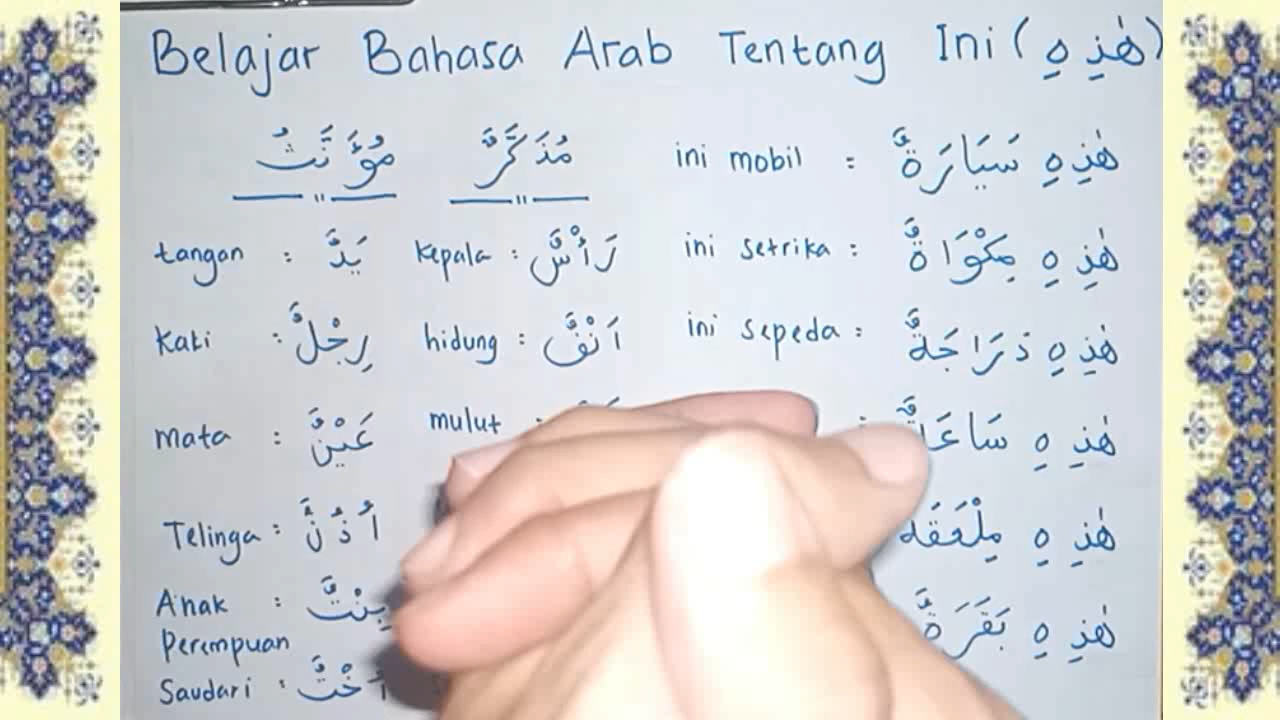 Belajar Bahasa Arab Tentang Ini (هٰذِهِ)
مُؤَنَّثٌ مُذَكَّرٌ ini mobil : هٰذِهِ سَيَارَةٌ
tangan : يَدٌ kepala : رَأْسٌ ini setrika : هٰذِهِ مِكْوَاةٌ
Kaki : رِجْلٌ hidung : اَنْفٌ ini sepeda : هٰذِهِ دَرَاجَةٌ
mata : عَيْنٌ mulut : : هٰذِهِ سَاعَةٌ
Telinga : أُذُنٌ هٰذِهِ مِلْعَقَة
Anak : بِنْتٌ هٰذِهِ بَقَرَةٌ
Perempuan
Saudari : أُخْتٌ